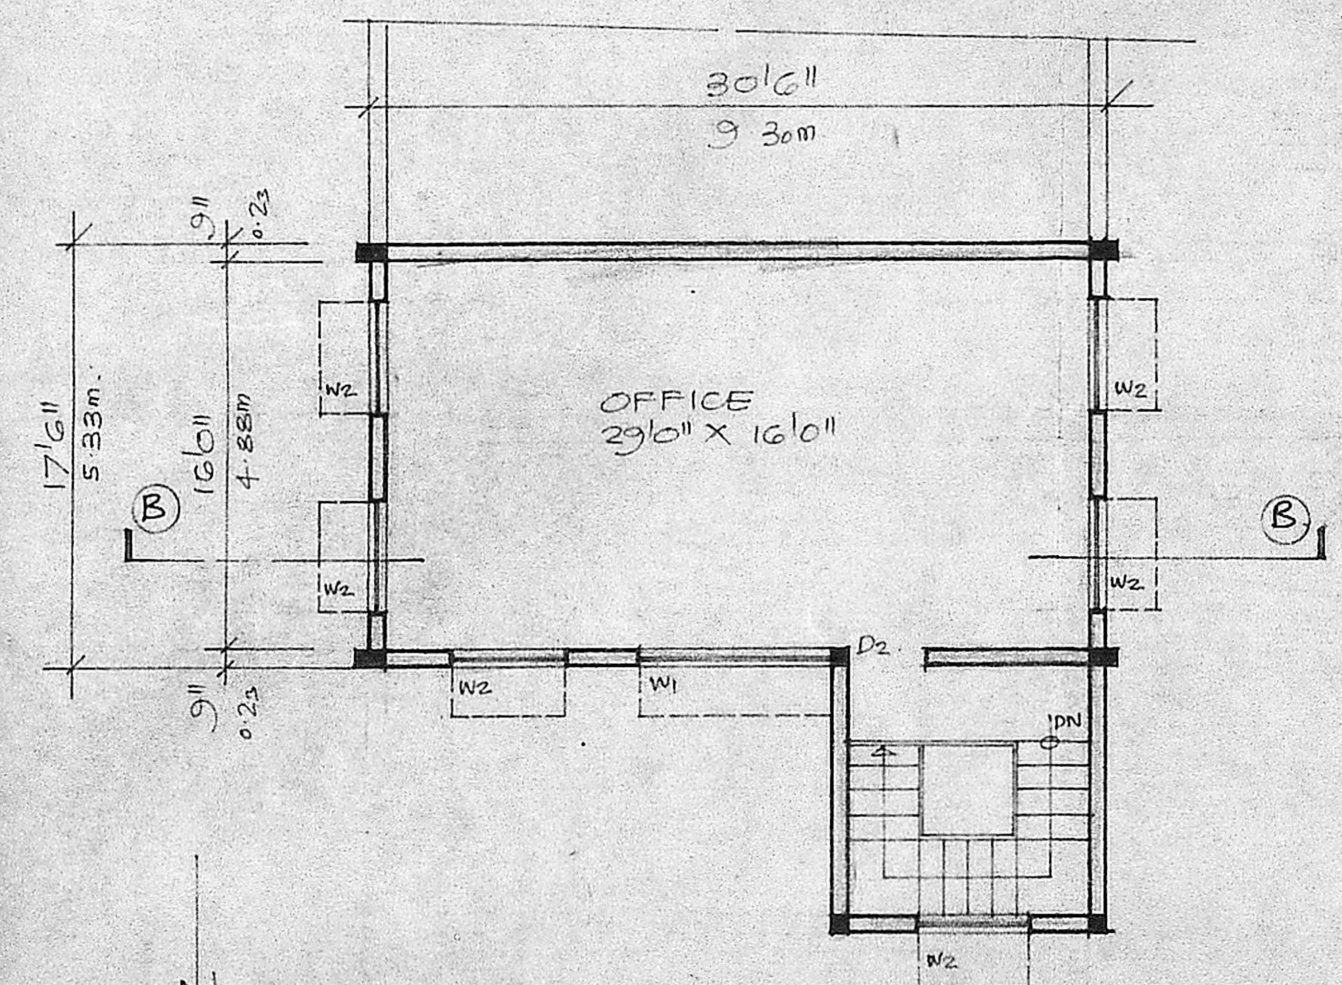 30'6"
9 30m
9"
0.23
17'6"
5.33m.
16'0"
4.88m
W2
W2
OFFICE
29'0" X 16'0"
W2
B
B
W2
W2
9"
0.23
W2
W1
D2.
DN
W2